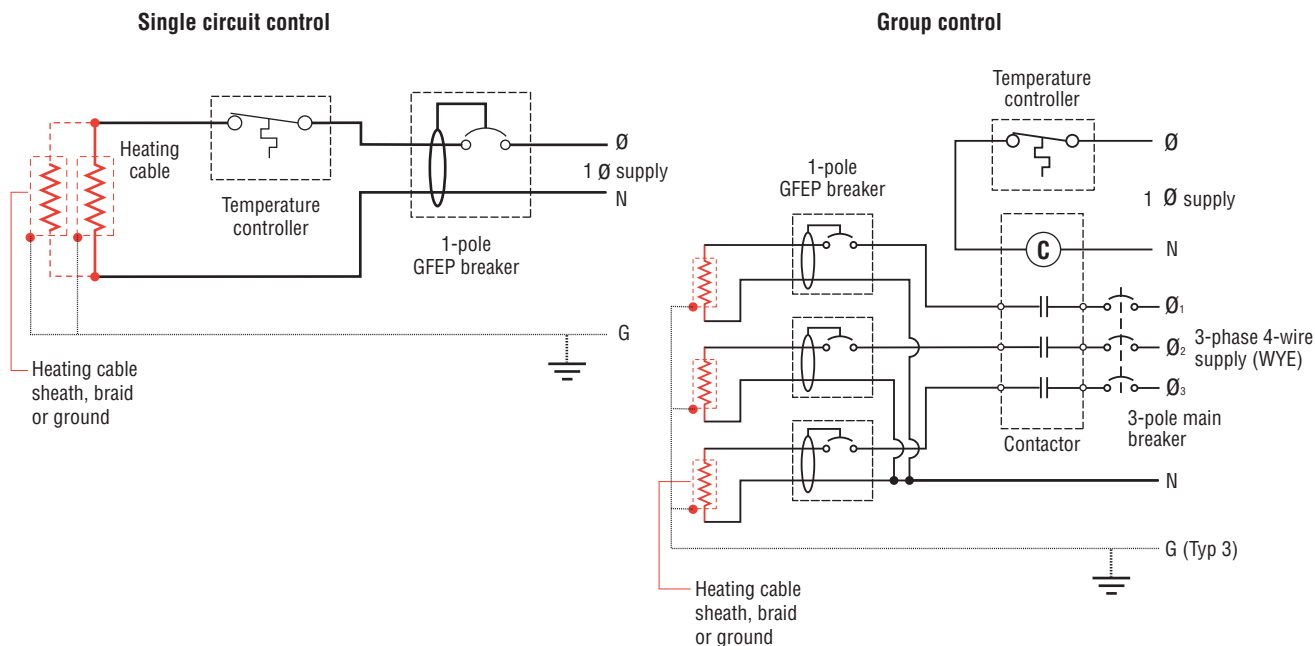 Single circuit control
Heating
cable
Temperature
controller
1-pole
GFEP breaker
Ø
1 Ø supply
N
G
Heating cable
sheath, braid
or ground
Group control
Temperature
controller
Ø
1 Ø supply
N
C
1-pole
GFEP breaker
Ø1
Ø2
Ø3
3-phase 4-wire
supply (WYE)
3-pole main
breaker
Contactor
N
G (Typ 3)
Heating cable
sheath, braid
or ground